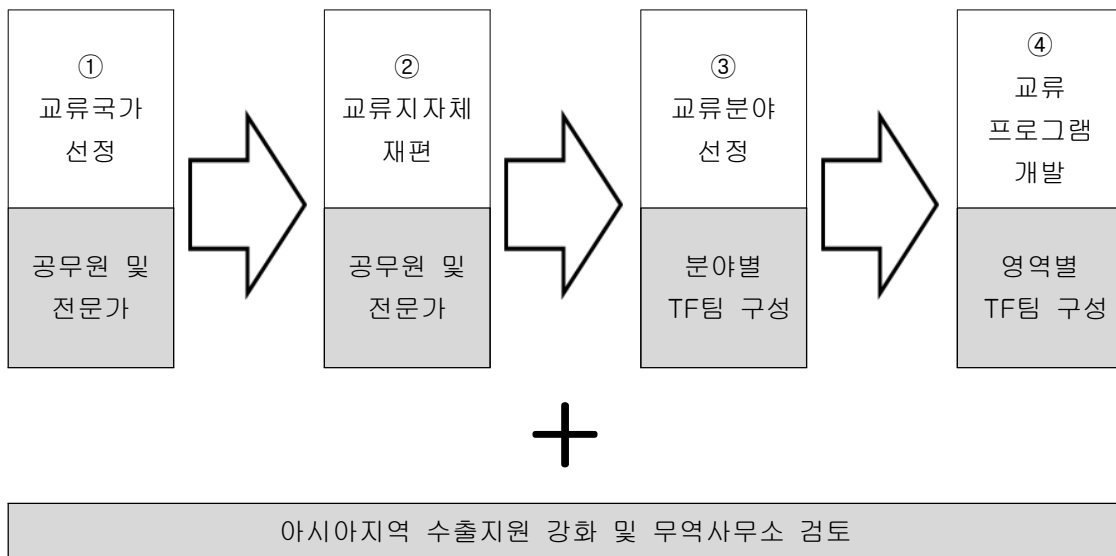 ①
교류국가
선정
공무원 및
전문가
②
교류지자체
재편
공무원 및
전문가
③
교류분야
선정
분야별
TF팀 구성
④
교류
프로그램
개발
영역별
TF팀 구성
+
아시아지역 수출지원 강화 및 무역사무소 검토